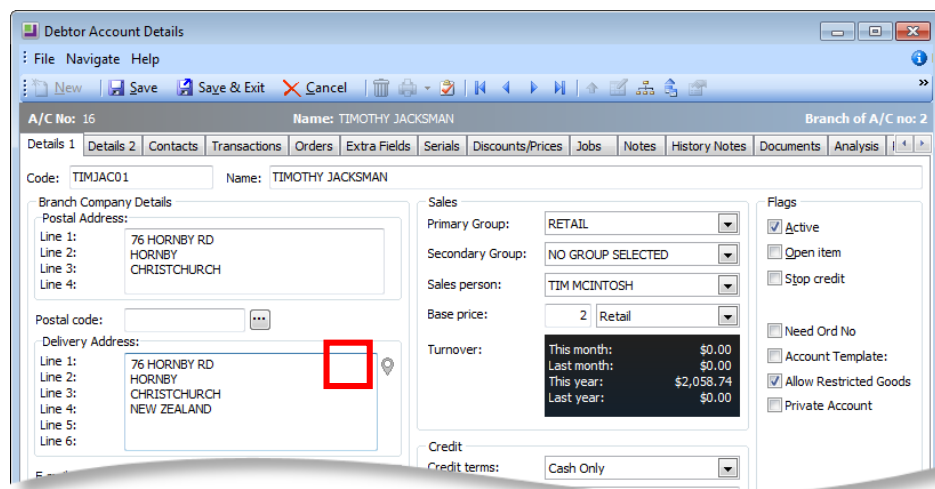 Debtor Account Details
File Navigate Help
New Save Save & Exit Cancel
A/C No: 16 Name: TIMOTHY JACKSMAN Branch of A/C no: 2
Details 1 Details 2 Contacts Transactions Orders Extra Fields Serials Discounts/Prices Jobs Notes History Notes Documents Analysis
Code: TIMJAC01 Name: TIMOTHY JACKSMAN
Branch Company Details
Postal Address:
Line 1: 76 HORNBY RD
Line 2: HORNBY
Line 3: CHRISTCHURCH
Line 4:
Postal code: ...
Delivery Address:
Line 1: 76 HORNBY RD
Line 2: HORNBY
Line 3: CHRISTCHURCH
Line 4: NEW ZEALAND
Line 5:
Line 6:
Sales
Primary Group: RETAIL
Secondary Group: NO GROUP SELECTED
Sales person: TIM MCINTOSH
Base price: 2 Retail
Turnover: This month: $0.00
Last month: $0.00
This year: $2,058.74
Last year: $0.00
Credit
Credit terms: Cash Only
Flags
Active
Open item
Stop credit
Need Ord No
Account Template:
Allow Restricted Goods
Private Account